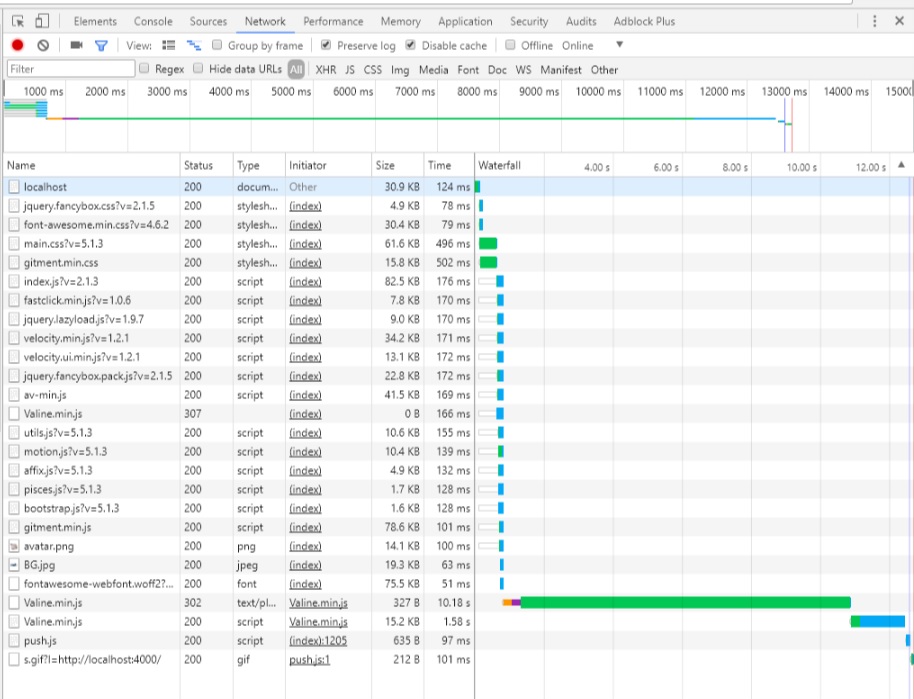 Elements Console Sources Network Performance Memory Application Security Audits Adblock Plus
View: Group by frame Preserve log Disable cache Offline Online
Filter Regex Hide data URLs All XHR JS CSS Img Media Font Doc WS Manifest Other
1000 ms 2000 ms 3000 ms 4000 ms 5000 ms 6000 ms 7000 ms 8000 ms 9000 ms 10000 ms 11000 ms 12000 ms 13000 ms 14000 ms 15000
Name Status Type Initiator Size Time Waterfall 4.00 s 6.00 s 8.00 s 10.00 s 12.00 s
localhost 200 docum... Other 30.9 KB 124 ms
jquery.fancybox.css?v=2.1.5 200 stylesh... (index) 4.9 KB 78 ms
font-awesome.min.css?v=4.6.2 200 stylesh... (index) 30.4 KB 79 ms
main.css?v=5.1.3 200 stylesh... (index) 61.6 KB 496 ms
gitment.min.css 200 stylesh... (index) 15.8 KB 502 ms
index.js?v=2.1.3 200 script (index) 82.5 KB 176 ms
fastclick.min.js?v=1.0.6 200 script (index) 7.8 KB 170 ms
jquery.lazyload.js?v=1.9.7 200 script (index) 9.0 KB 170 ms
velocity.min.js?v=1.2.1 200 script (index) 34.2 KB 171 ms
velocity.ui.min.js?v=1.2.1 200 script (index) 13.1 KB 172 ms
jquery.fancybox.pack.js?v=2.1.5 200 script (index) 22.8 KB 172 ms
av-min.js 200 script (index) 41.5 KB 169 ms
Valine.min.js 307 (index) 0 B 166 ms
utils.js?v=5.1.3 200 script (index) 10.6 KB 155 ms
motion.js?v=5.1.3 200 script (index) 10.4 KB 139 ms
affix.js?v=5.1.3 200 script (index) 4.9 KB 132 ms
pisces.js?v=5.1.3 200 script (index) 1.7 KB 128 ms
bootstrap.js?v=5.1.3 200 script (index) 1.6 KB 128 ms
gitment.min.js 200 script (index) 78.6 KB 101 ms
avatar.png 200 png (index) 14.1 KB 100 ms
BG.jpg 200 jpeg (index) 19.3 KB 63 ms
fontawesome-webfont.woff2?... 200 font (index) 75.5 KB 51 ms
Valine.min.js 302 text/pl... Valine.min.js 327 B 10.18 s
Valine.min.js 200 script Valine.min.js 15.2 KB 1.58 s
push.js 200 script (index):1205 635 B 97 ms
s.gif?l=http://localhost:4000/ 200 gif push.js:1 212 B 101 ms